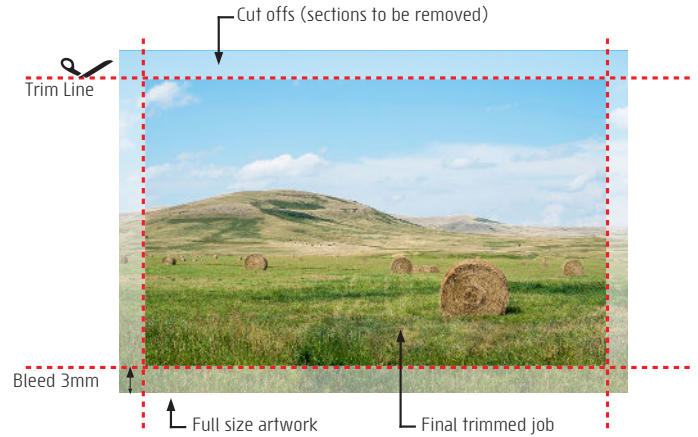 Cut offs (sections to be removed)
Trim Line
Bleed 3mm
Full size artwork
Final trimmed job